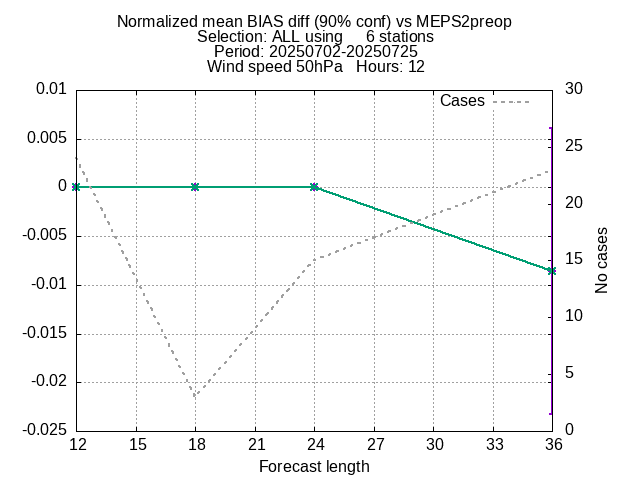 Normalized mean BIAS diff (90% conf) vs MEPS2preop
Selection: ALL using     6 stations
Period: 20250702-20250725
Wind speed 50hPa   Hours: 12
0.01
0.005
0
-0.005
-0.01
-0.015
-0.02
-0.025
30
25
20
15
10
5
0
Cases
No cases
12 15 18 21 24 27 30 33 36
Forecast length